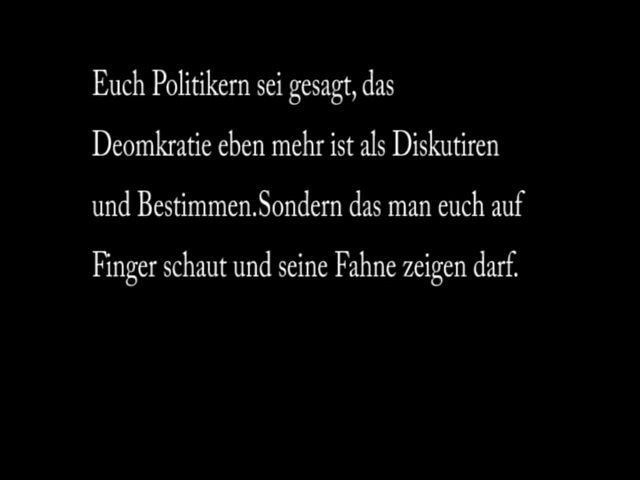 Euch Politikern sei gesagt, das
Deomkratie eben mehr ist als Diskutiren
und Bestimmen.Sondern das man euch auf
Finger schaut und seine Fahne zeigen darf.